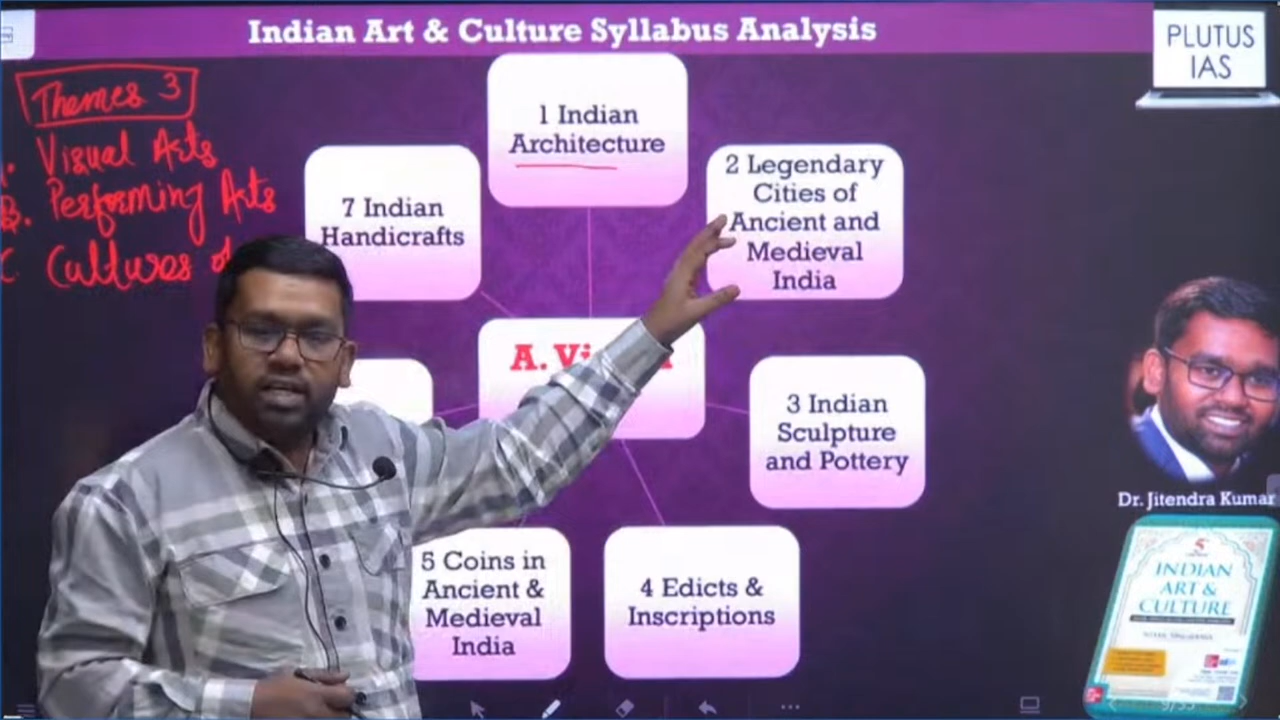 Indian Art & Culture Syllabus Analysis
PLUTUS
IAS
Themes 3
Visual Arts
B. Performing Arts
C Cultures of
1 Indian
Architecture
2 Legendary
Cities of
Ancient and
Medieval
India
7 Indian
Handicrafts
3 Indian
Sculpture
and Pottery
5 Coins in
Ancient &
Medieval
India
4 Edicts &
Inscriptions
Dr. Jitendra Kumar
INDIAN
ART &
CULTURE